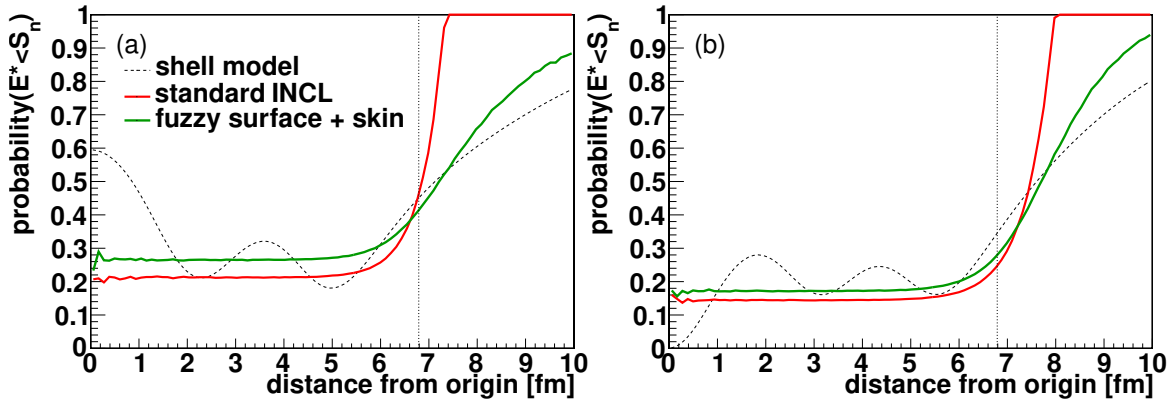 probability(E*<Sn)
1
0.9
0.8
0.7
0.6
0.5
0.4
0.3
0.2
0.1
0
(a)
shell model
standard INCL
fuzzy surface + skin
0 1 2 3 4 5 6 7 8 9 10
distance from origin [fm]
probability(E*<Sn)
1
0.9
0.8
0.7
0.6
0.5
0.4
0.3
0.2
0.1
0
(b)
0 1 2 3 4 5 6 7 8 9 10
distance from origin [fm]